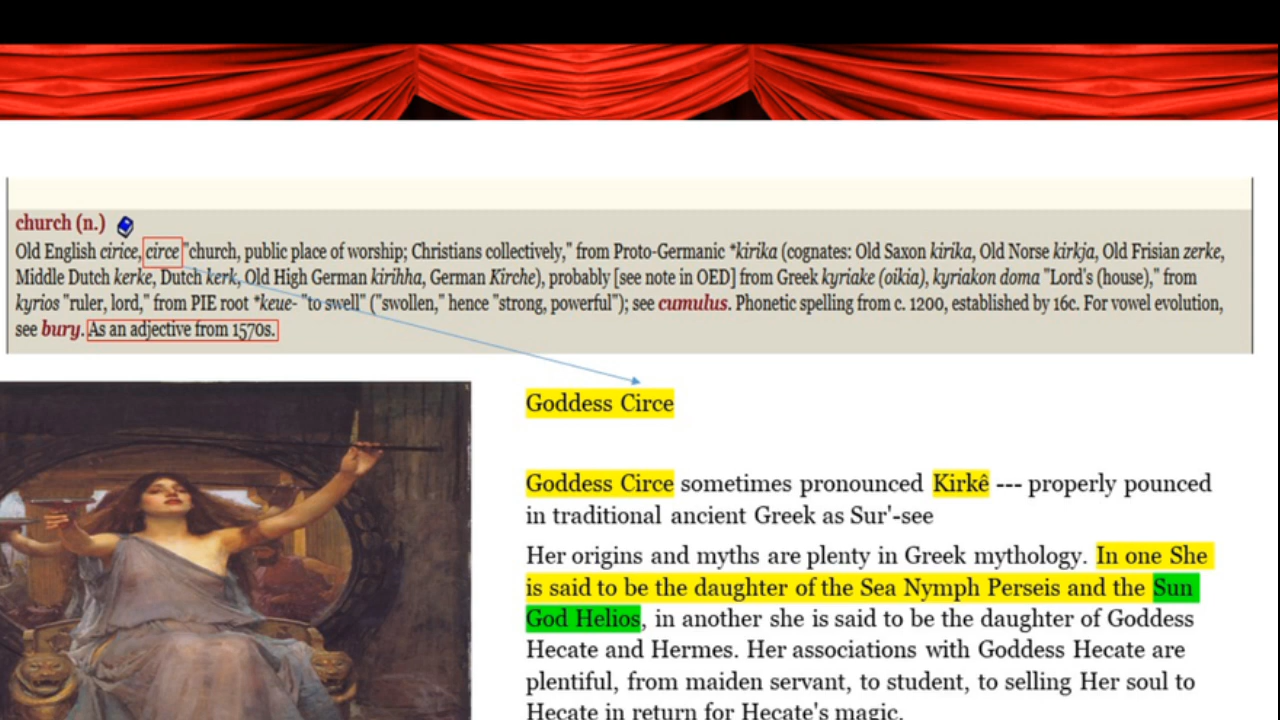 church (n.)
Old English cirice, circe "church, public place of worship; Christians collectively," from Proto-Germanic *kirika (cognates: Old Saxon kirika, Old Norse kirkja, Old Frisian zerke,
Middle Dutch kerke, Dutch kerk, Old High German kirihha, German Kirche), probably [see note in OED] from Greek kyriake (oikia), kyriakon doma "Lord's (house)," from
kyrios "ruler, lord," from PIE root *keue- "to swell" ("swollen," hence "strong, powerful"); see cumulus. Phonetic spelling from c. 1200, established by 16c. For vowel evolution,
see bury. As an adjective from 1570s.
Goddess Circe
Goddess Circe sometimes pronounced Kirkê --- properly pounced
in traditional ancient Greek as Sur'-see
Her origins and myths are plenty in Greek mythology. In one She
is said to be the daughter of the Sea Nymph Perseis and the Sun
God Helios, in another she is said to be the daughter of Goddess
Hecate and Hermes. Her associations with Goddess Hecate are
plentiful, from maiden servant, to student, to selling Her soul to
Hecate in return for Hecate's magic.